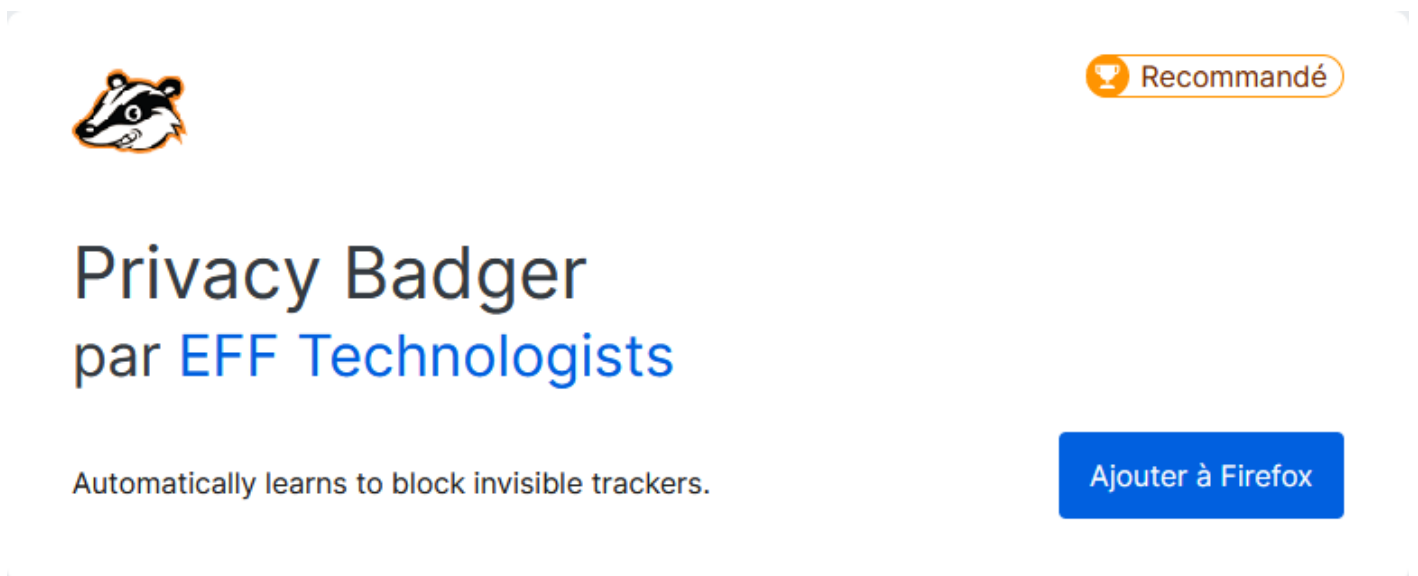 Recommandé
Privacy Badger
par EFF Technologists
Automatically learns to block invisible trackers.
Ajouter à Firefox